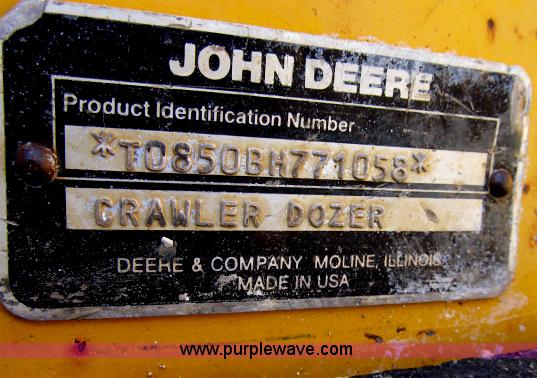 JOHN DEERE
Product Identification Number
*T0850BH771058*
CRAWLER DOZER
DEERE & COMPANY MOLINE, ILLINOIS
MADE IN USA
www.purplewave.com